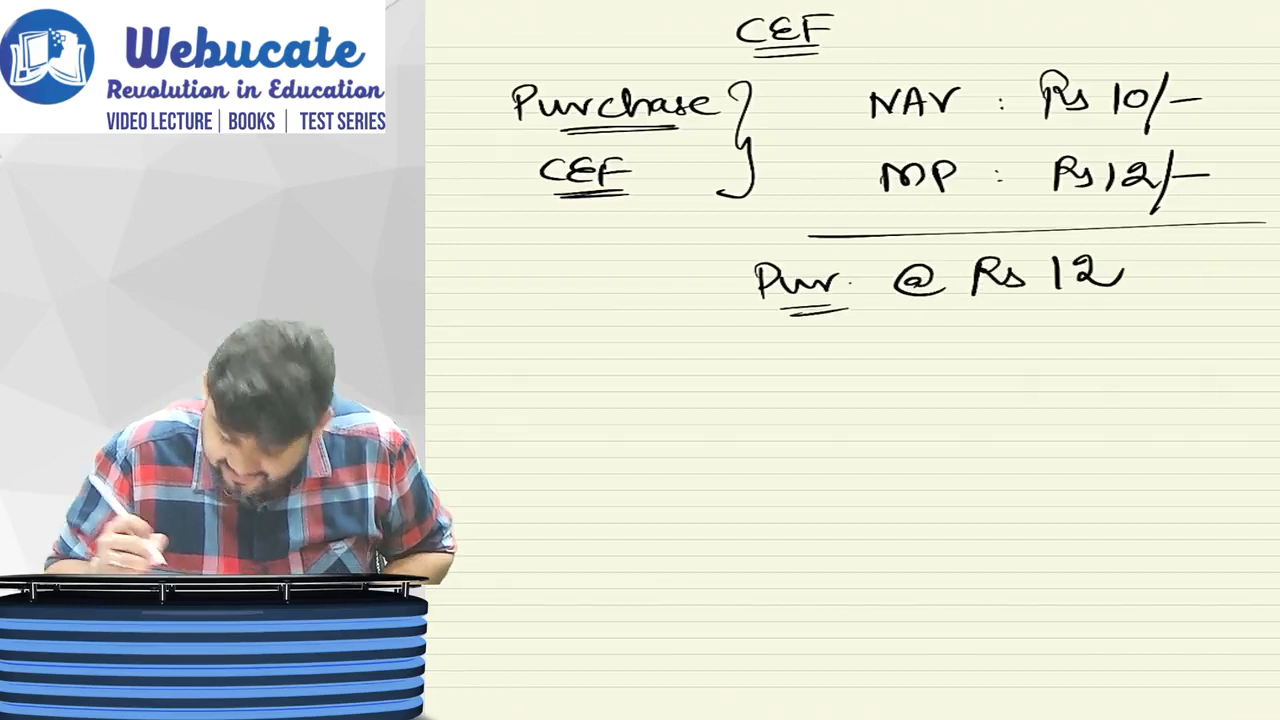 Webucate
Revolution in Education
VIDEO LECTURE | BOOKS | TEST SERIES
CEF
Purchase } NAV : Rs 10/-
CEF MP : Rs 12/-
Pur. @ Rs 12